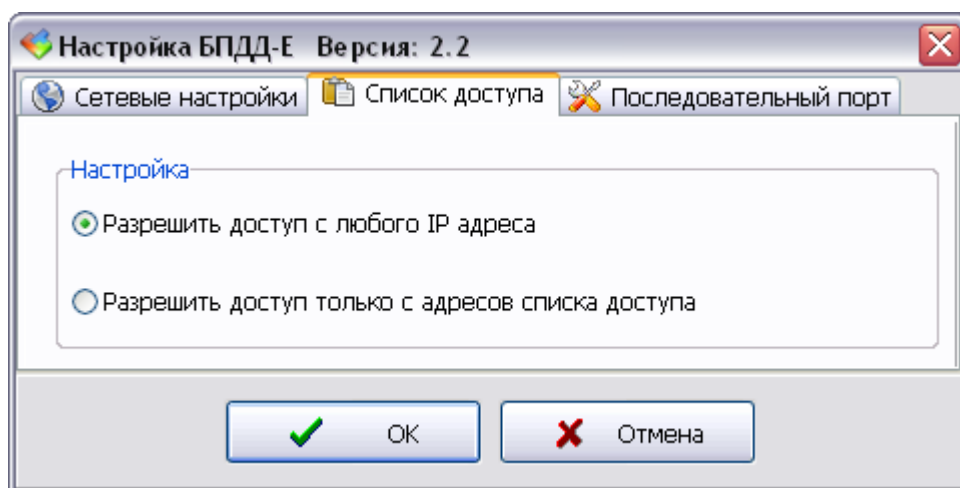 Настройка БПДД-Е Версия: 2.2
Сетевые настройки Список доступа Последовательный порт
Настройка
Разрешить доступ с любого IP адреса
Разрешить доступ только с адресов списка доступа
OK Отмена